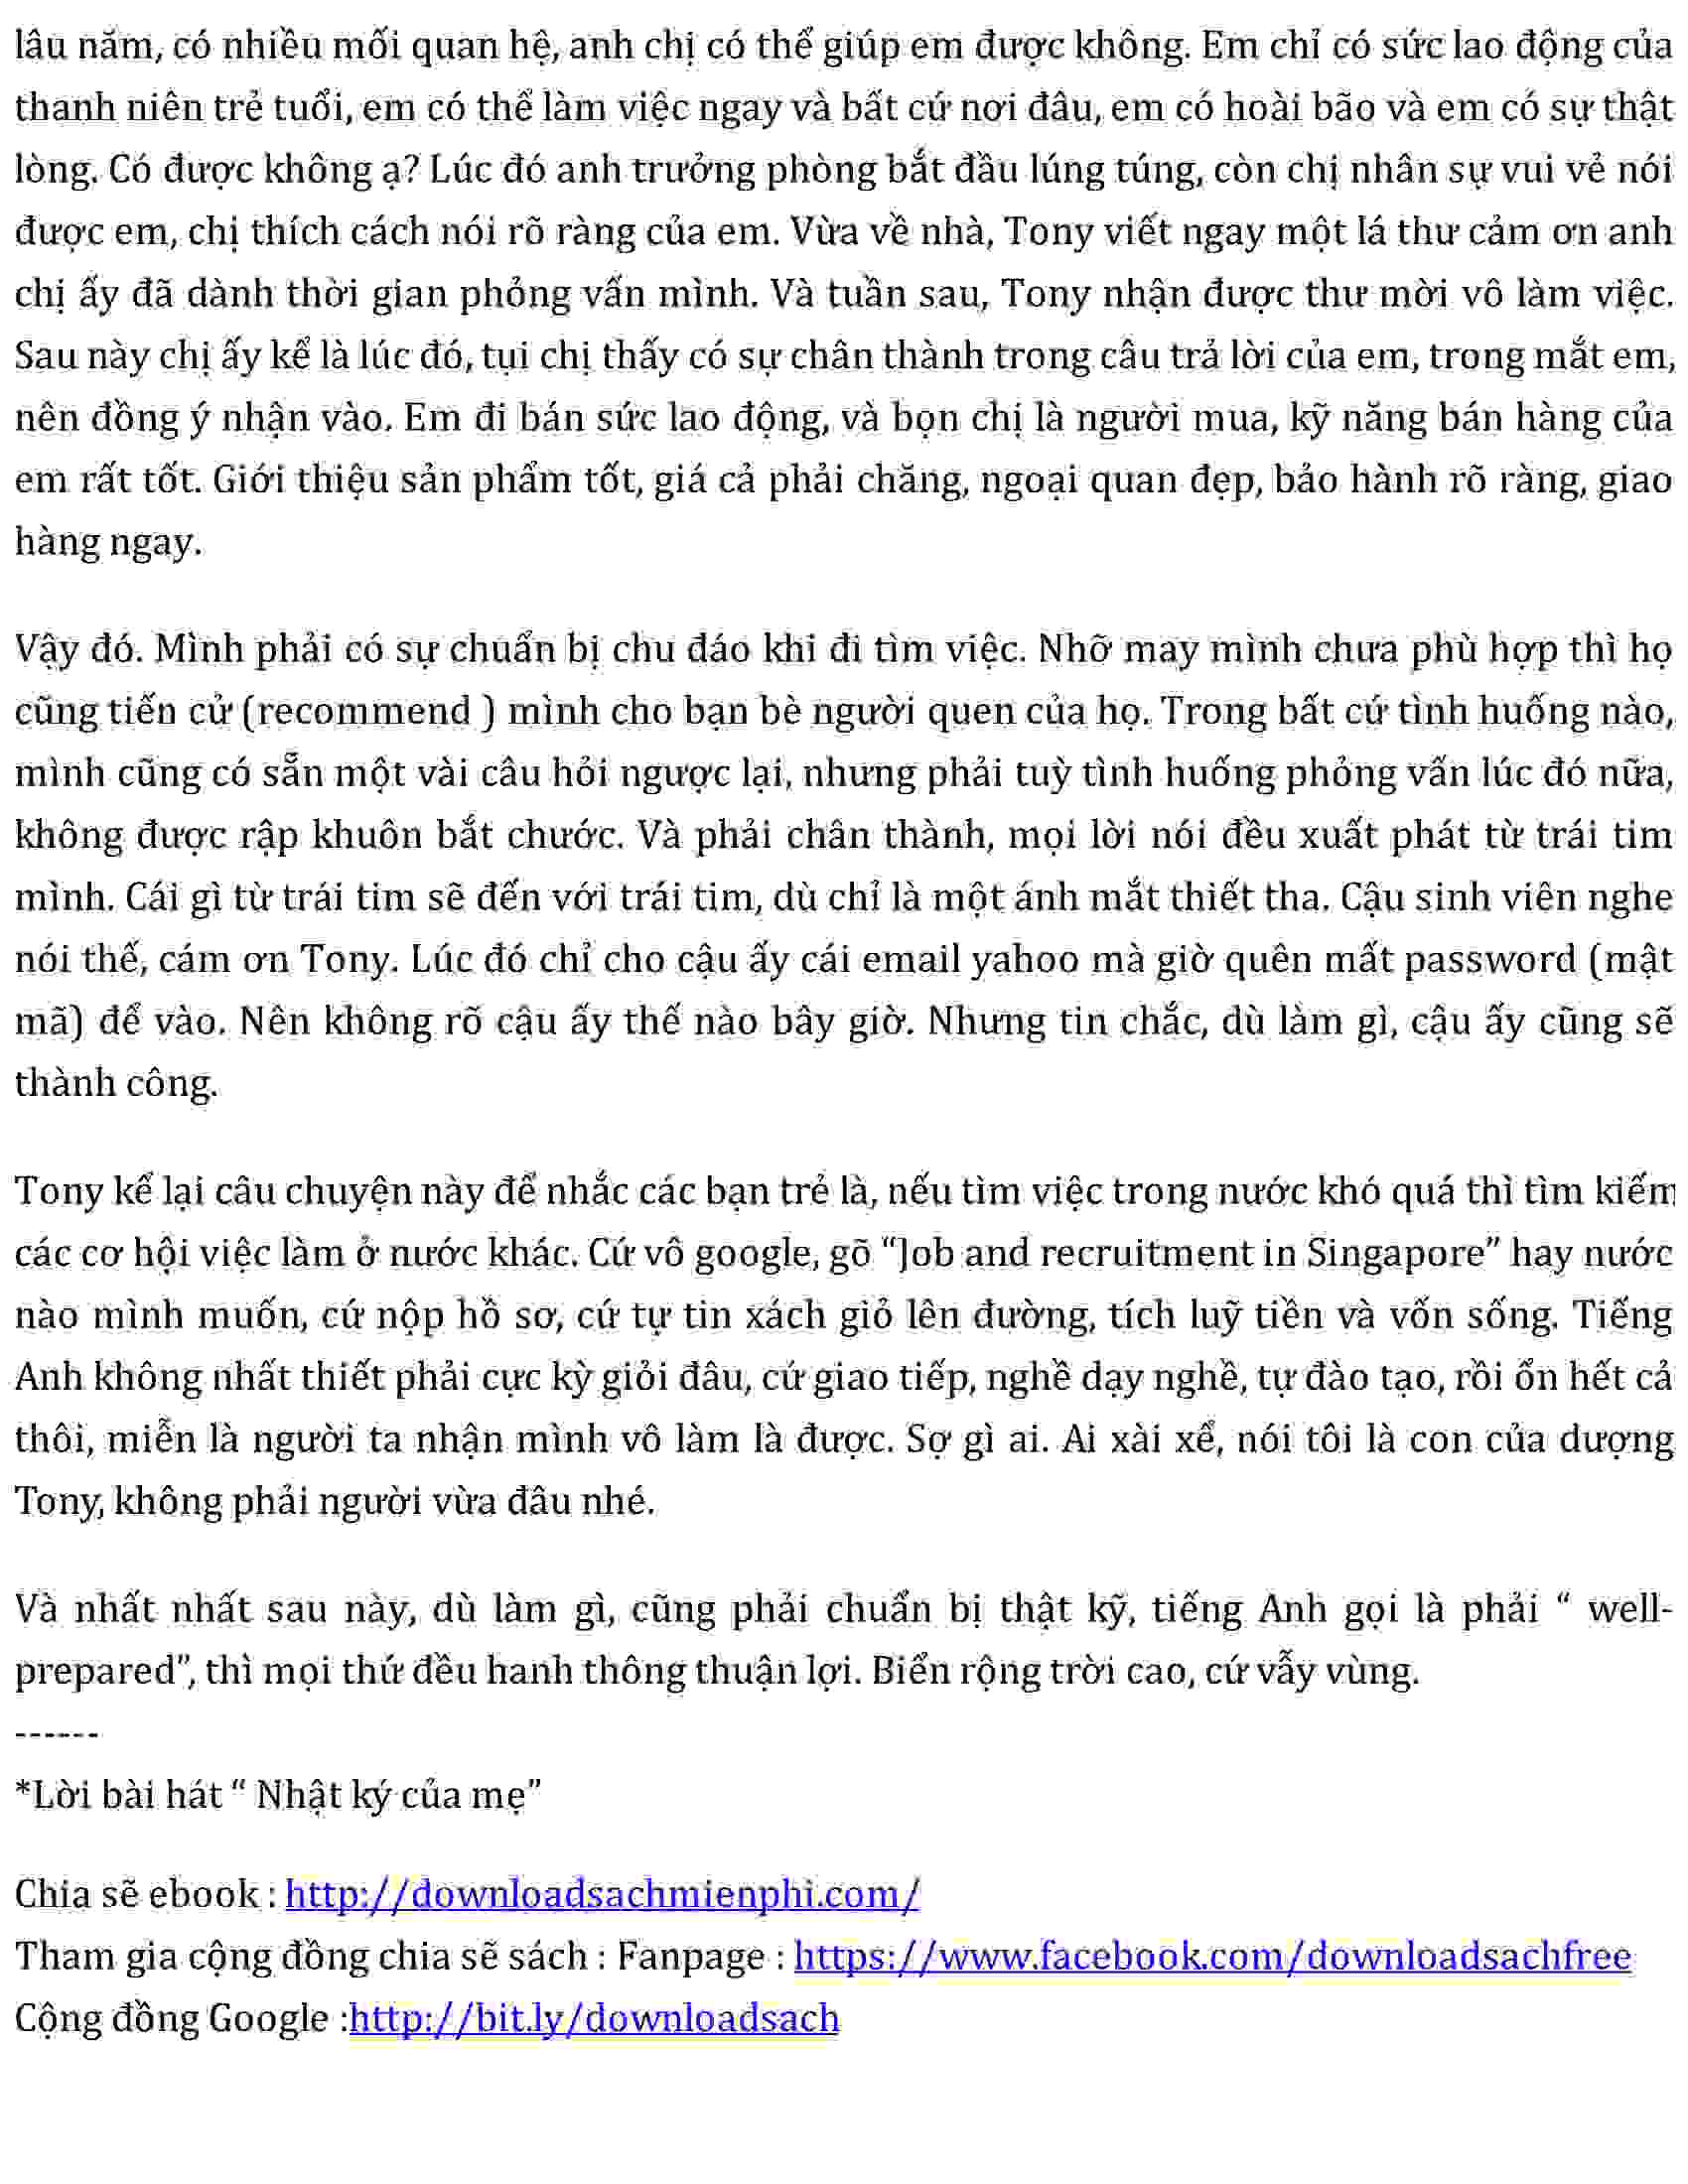 lâu năm, có nhiều mối quan hệ, anh chị có thể giúp em được không. Em chỉ có sức lao động của
thanh niên trẻ tuổi, em có thể làm việc ngay và bất cứ nơi đâu, em có hoài bão và em có sự thật
lòng. Có được không ạ? Lúc đó anh trưởng phòng bắt đầu lúng túng, còn chị nhân sự vui vẻ nói
được em, chị thích cách nói rõ ràng của em. Vừa về nhà, Tony viết ngay một lá thư cảm ơn anh
chị ấy đã dành thời gian phỏng vấn mình. Và tuần sau, Tony nhận được thư mời vô làm việc.
Sau này chị ấy kể là lúc đó, tụi chị thấy có sự chân thành trong câu trả lời của em, trong mắt em,
nên đồng ý nhận vào. Em đi bán sức lao động, và bọn chị là người mua, kỹ năng bán hàng của
em rất tốt. Giới thiệu sản phẩm tốt, giá cả phải chăng, ngoại quan đẹp, bảo hành rõ ràng, giao
hàng ngay.
Vậy đó. Mình phải có sự chuẩn bị chu đáo khi đi tìm việc. Nhỡ may mình chưa phù hợp thì họ
cũng tiến cử (recommend ) mình cho bạn bè người quen của họ. Trong bất cứ tình huống nào,
mình cũng có sẵn một vài câu hỏi ngược lại, nhưng phải tuỳ tình huống phỏng vấn lúc đó nữa,
không được rập khuôn bắt chước. Và phải chân thành, mọi lời nói đều xuất phát từ trái tim
mình. Cái gì từ trái tim sẽ đến với trái tim, dù chỉ là một ánh mắt thiết tha. Cậu sinh viên nghe
nói thế, cám ơn Tony. Lúc đó chỉ cho cậu ấy cái email yahoo mà giờ quên mất password (mật
mã) để vào. Nên không rõ cậu ấy thế nào bây giờ. Nhưng tin chắc, dù làm gì, cậu ấy cũng sẽ
thành công.
Tony kể lại câu chuyện này để nhắc các bạn trẻ là, nếu tìm việc trong nước khó quá thì tìm kiếm
các cơ hội việc làm ở nước khác. Cứ vô google, gõ “Job and recruitment in Singapore” hay nước
nào mình muốn, cứ nộp hồ sơ, cứ tự tin xách giỏ lên đường, tích luỹ tiền và vốn sống. Tiếng
Anh không nhất thiết phải cực kỳ giỏi đâu, cứ giao tiếp, nghề dạy nghề, tự đào tạo, rồi ổn hết cả
thôi, miễn là người ta nhận mình vô làm là được. Sợ gì ai. Ai xài xể, nói tôi là con của dượng
Tony, không phải người vừa đâu nhé.
Và nhất nhất sau này, dù làm gì, cũng phải chuẩn bị thật kỹ, tiếng Anh gọi là phải “ well-
prepared”, thì mọi thứ đều hanh thông thuận lợi. Biển rộng trời cao, cứ vẫy vùng.
------
*Lời bài hát “ Nhật ký của mẹ”
Chia sẽ ebook : http://downloadsachmienphi.com/
Tham gia cộng đồng chia sẽ sách : Fanpage : https://www.facebook.com/downloadsachfree
Cộng đồng Google :http://bit.ly/downloadsach